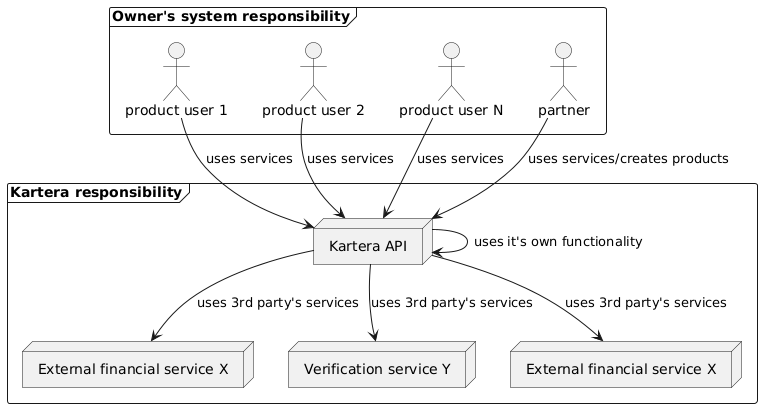 Owner's system responsibility
product user 1
product user 2
product user N
partner
uses services
uses services
uses services
uses services/creates products
Kartera responsibility
Kartera API
uses it's own functionality
uses 3rd party's services
uses 3rd party's services
uses 3rd party's services
External financial service X
Verification service Y
External financial service X